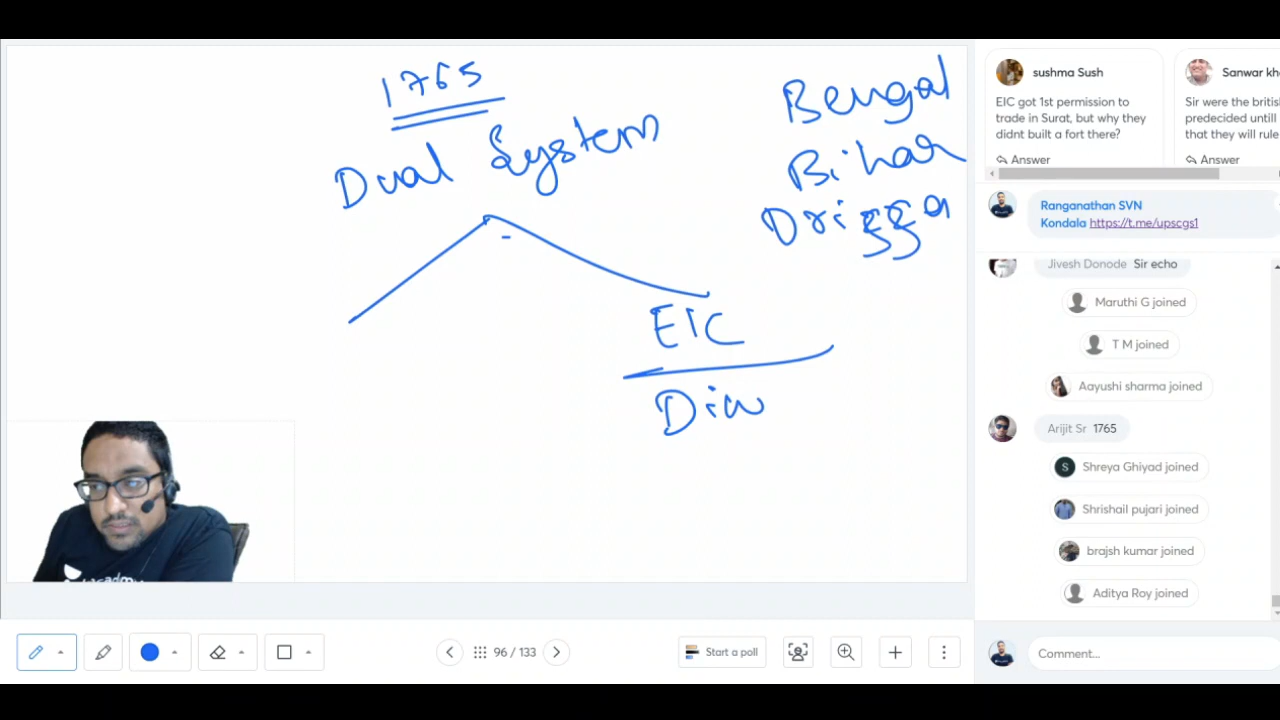 1765
Dual System
EIC
Diw
Bengal
Bihar
Orissa
sushma Sush
EIC got 1st permission to
trade in Surat, but why they
didnt built a fort there?
Answer
Sanwar kh
Sir were the britis
predecided untill
that they will rule
Answer
Ranganathan SVN
Kondala https://t.me/upscgs1
Jivesh Donode Sir echo
Maruthi G joined
T M joined
Aayushi sharma joined
Arijit Sr 1765
S Shreya Ghiyad joined
Shrishail pujari joined
brajsh kumar joined
Aditya Roy joined
96 / 133
Start a poll
Comment...